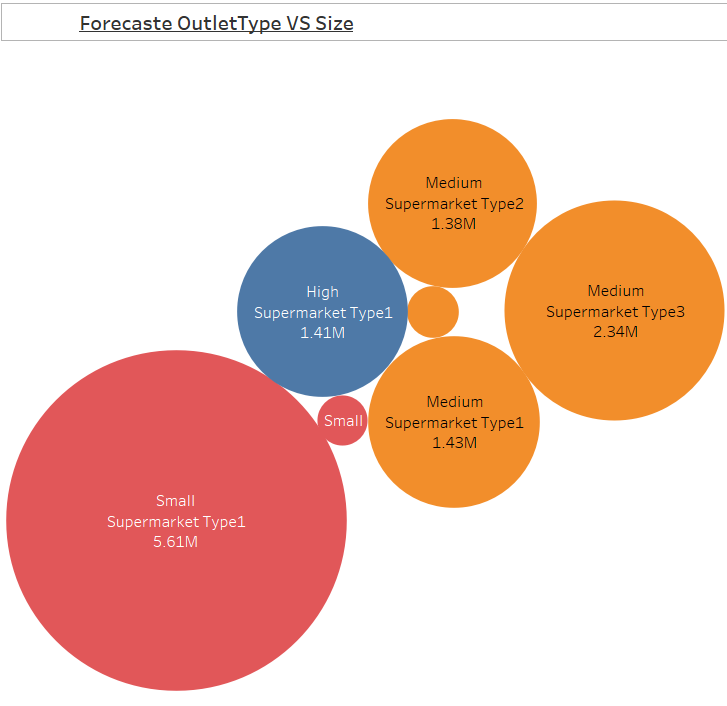 Forecaste OutletType VS Size
Medium
Supermarket Type2
1.38M
High
Supermarket Type1
1.41M
Medium
Supermarket Type3
2.34M
Medium
Supermarket Type1
1.43M
Small
Small
Supermarket Type1
5.61M